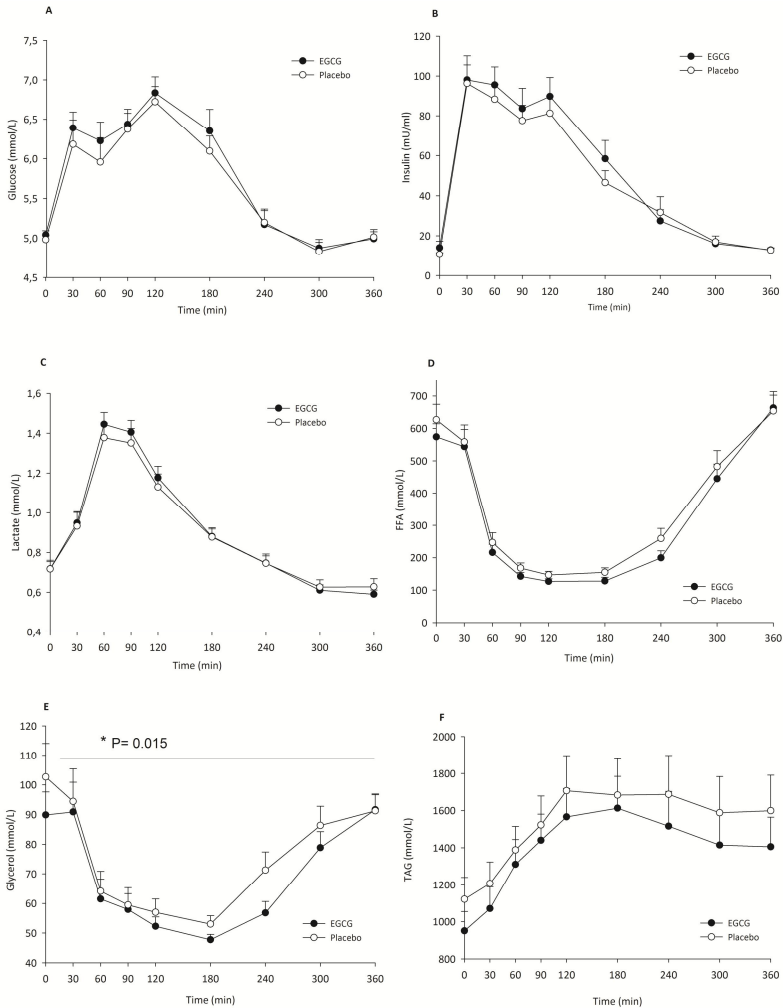 A
7,5
7,0
6,5
6,0
5,5
5,0
4,5
Glucose (mmol/L)
EGCG
Placebo
0 30 60 90 120 180 240 300 360
Time (min)
B
120
100
80
60
40
20
0
Insulin (mU/ml)
EGCG
Placebo
0 30 60 90 120 180 240 300 360
Time (min)
C
1,6
1,4
1,2
1,0
0,8
0,6
0,4
Lactate (mmol/L)
EGCG
Placebo
0 30 60 90 120 180 240 300 360
Time (min)
D
700
600
500
400
300
200
100
0
FFA (mmol/L)
EGCG
Placebo
0 30 60 90 120 180 240 300 360
Time (min)
E
120
110
100
90
80
70
60
50
40
Glycerol (mmol/L)
* P= 0.015
EGCG
Placebo
0 30 60 90 120 180 240 300 360
Time (min)
F
2000
1800
1600
1400
1200
1000
800
TAG (mmol/L)
EGCG
Placebo
0 30 60 90 120 180 240 300 360
Time (min)